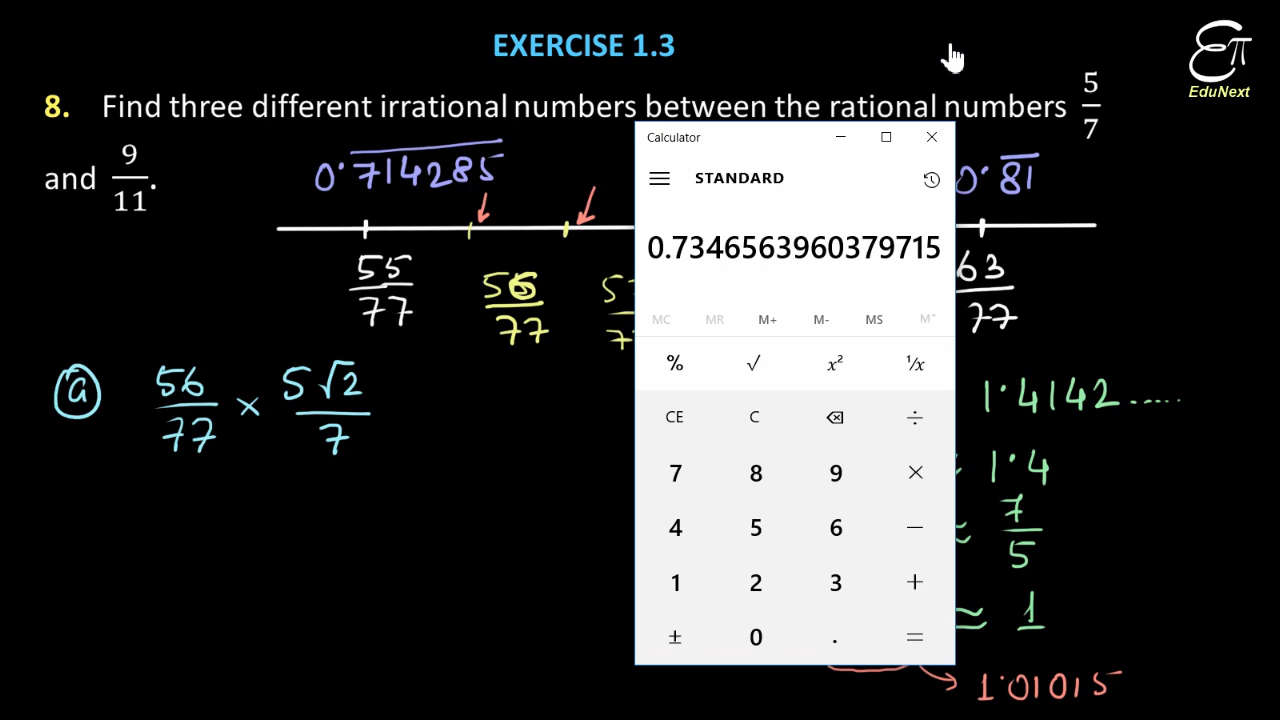 EXERCISE 1.3
Επ
EduNext
8. Find three different irrational numbers between the rational numbers 5/7
and 9/11.
0.714285
0.81
55/77
56/77
63/77
ⓐ 56/77 × 5√2/7
Calculator
STANDARD
0.7346563960379715
MC MR M+ M- MS M˅
% √ x² ¹/x
CE C ⌫ ÷
7 8 9 ×
4 5 6 −
1 2 3 +
± 0 . =
1.4142.....
1.4
≈ 7/5
≈ 1
1.01015